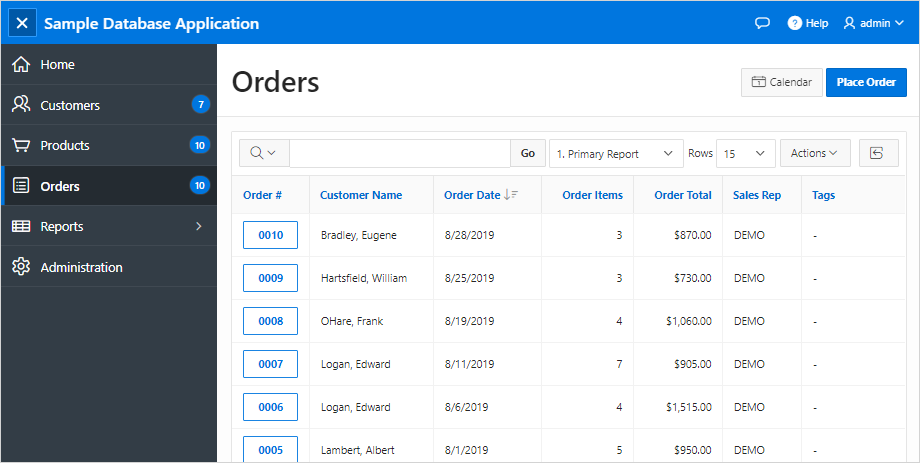 Sample Database Application
? Help
admin
Home
Customers 7
Products 10
Orders 10
Reports
Administration
Orders
1 Calendar
Place Order
Go
1. Primary Report
Rows 15
Actions
Order # Customer Name Order Date Order Items Order Total Sales Rep Tags
0010 Bradley, Eugene 8/28/2019 3 $870.00 DEMO -
0009 Hartsfield, William 8/25/2019 3 $730.00 DEMO -
0008 OHare, Frank 8/19/2019 4 $1,060.00 DEMO -
0007 Logan, Edward 8/11/2019 7 $905.00 DEMO -
0006 Logan, Edward 8/6/2019 4 $1,515.00 DEMO -
0005 Lambert, Albert 8/1/2019 5 $950.00 DEMO -